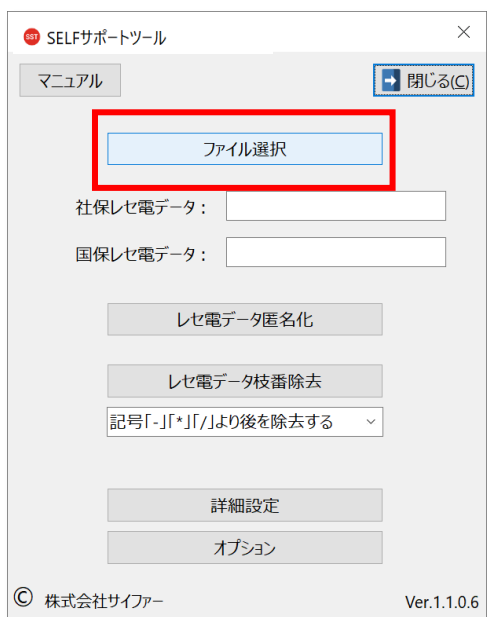 SST SELFサポートツール
マニュアル
閉じる(C)
ファイル選択
社保レセ電データ：
国保レセ電データ：
レセ電データ匿名化
レセ電データ枝番除去
記号｢-｣｢*｣｢/｣より後を除去する
詳細設定
オプション
© 株式会社サイファー
Ver.1.1.0.6